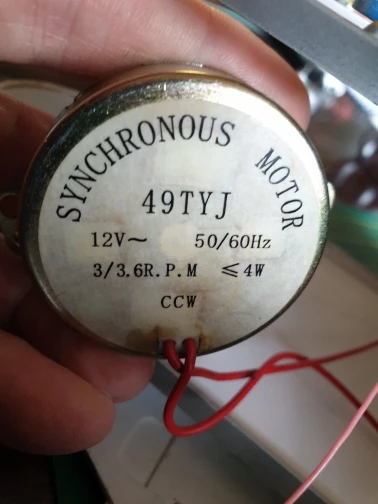 SYNCHRONOUS MOTOR
49TYJ
12V~ 50/60Hz
3/3.6R.P.M ≤4W
CCW